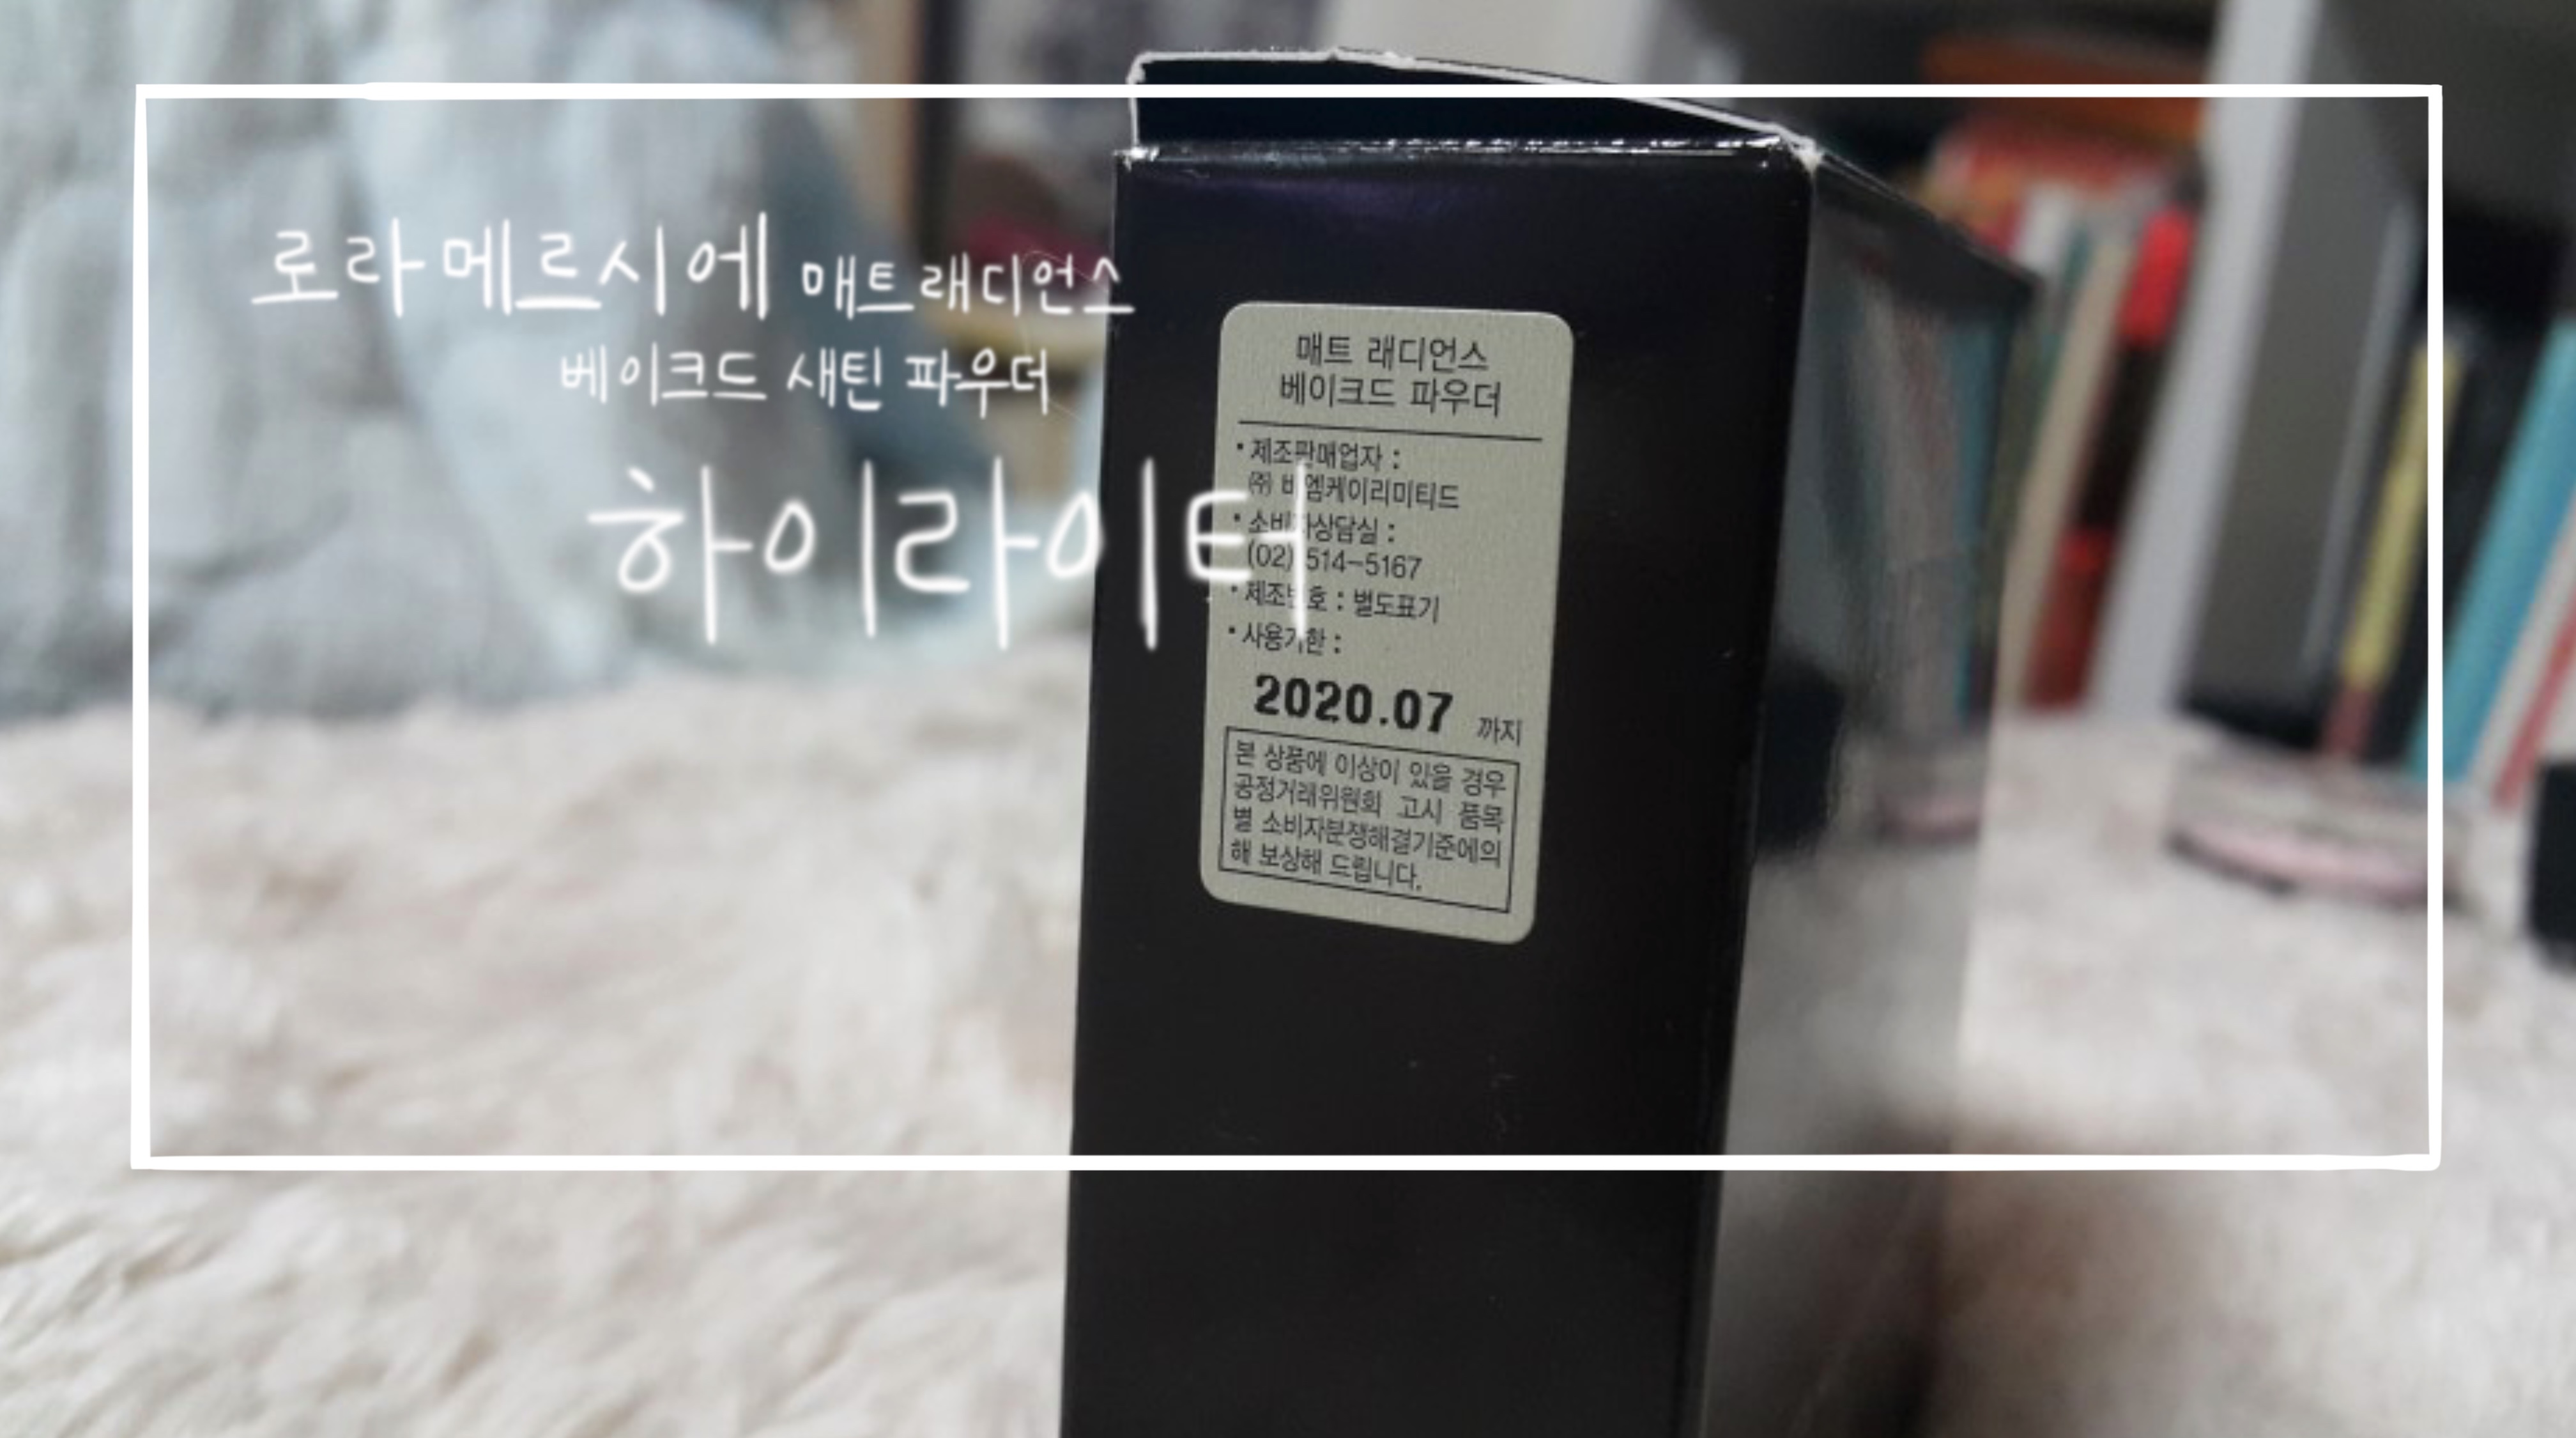 로라 메르시에 매트 래디언스
베이크드 새틴 파우더
하이라이터
매트 래디언스
베이크드 파우더
• 제조판매업자 :
㈜ 비엠케이리미티드
• 소비자상담실 :
(02) 514-5167
• 제조번호 : 별도표기
• 사용기한 :
2020.07 까지
본 상품에 이상이 있을 경우
공정거래위원회 고시 품목
별 소비자분쟁해결기준에의
해 보상해 드립니다.